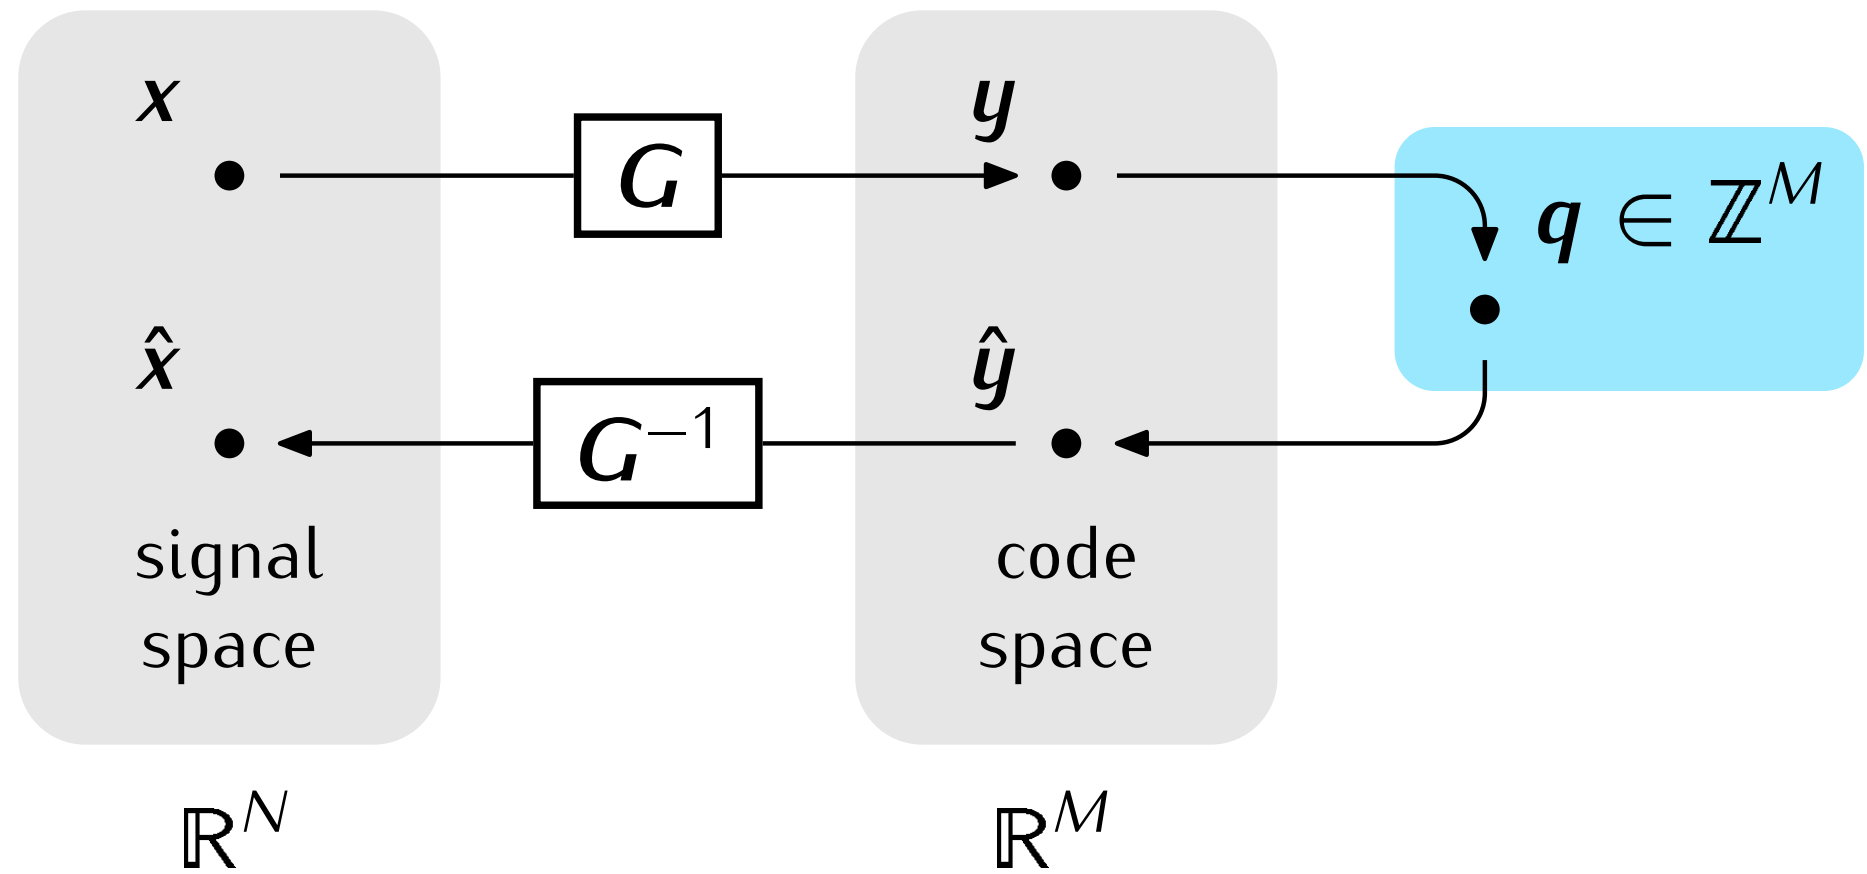 x
G
y
q ∈ ℤ^M
x̂
G^−1
ŷ
signal
space
code
space
ℝ^N
ℝ^M